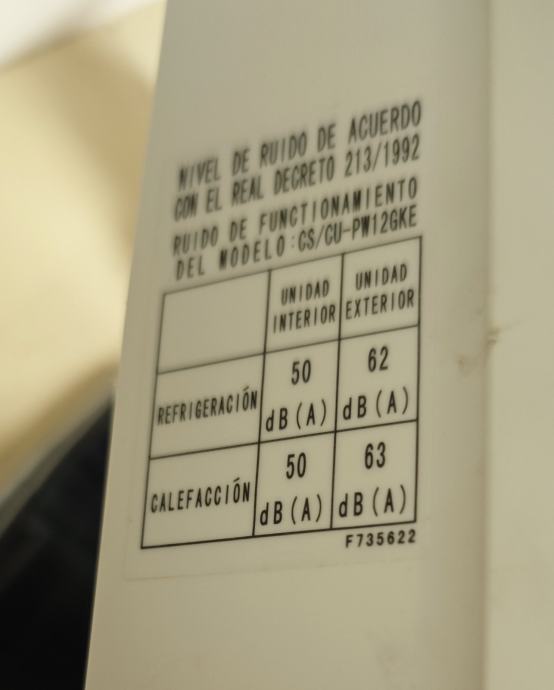 NIVEL DE RUIDO DE ACUERDO
CON EL REAL DECRETO 213/1992
RUIDO DE FUNCTIONAMIENTO
DEL MODELO:CS/CU-PW12GKE
UNIDAD INTERIOR UNIDAD EXTERIOR
REFRIGERACIÓN 50 dB(A) 62 dB(A)
CALEFACCIÓN 50 dB(A) 63 dB(A)
F735622